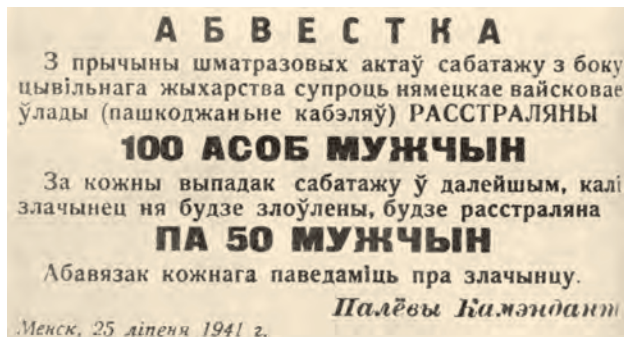 АБВЕСТКА
З прычыны шматразовых актаў сабатажу з боку
цывільнага жыхарства супроць нямецкае вайсковае
ўлады (пашкоджаньне кабэляў) РАССТРАЛЯНЫ
100 АСОБ МУЖЧЫН
За кожны выпадак сабатажу ў далейшым, калі
злачынец ня будзе злоўлены, будзе расстраляна
ПА 50 МУЖЧЫН
Абавязак кожнага паведаміць пра злачынцу.
Палёвы Камэндант
Менск, 25 ліпеня 1941 г.